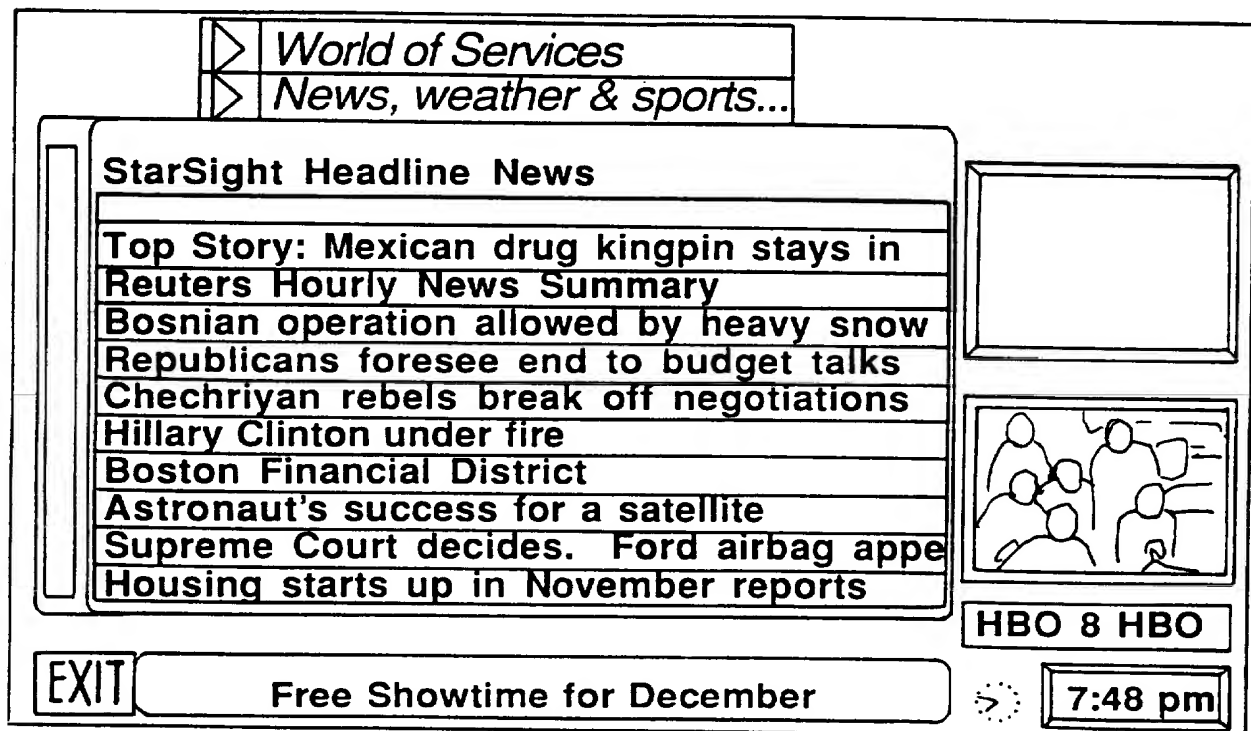 World of Services
News, weather & sports...
StarSight Headline News
Top Story: Mexican drug kingpin stays in
Reuters Hourly News Summary
Bosnian operation allowed by heavy snow
Republicans foresee end to budget talks
Chechriyan rebels break off negotiations
Hillary Clinton under fire
Boston Financial District
Astronaut's success for a satellite
Supreme Court decides. Ford airbag appe
Housing starts up in November reports
HBO 8 HBO
EXIT
Free Showtime for December
7:48 pm